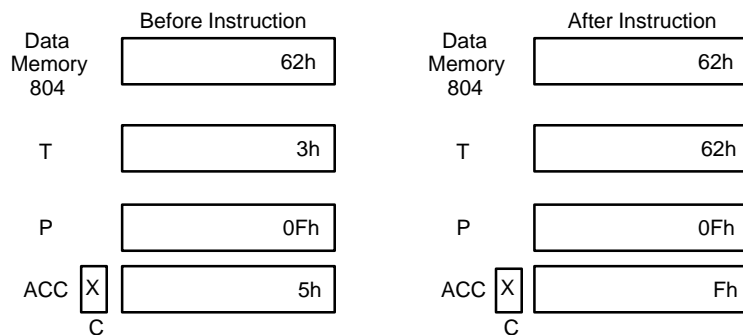 Before Instruction
After Instruction
Data
Memory
804
62h
Data
Memory
804
62h
T
3h
T
62h
P
0Fh
P
0Fh
ACC
X
5h
C
ACC
X
Fh
C